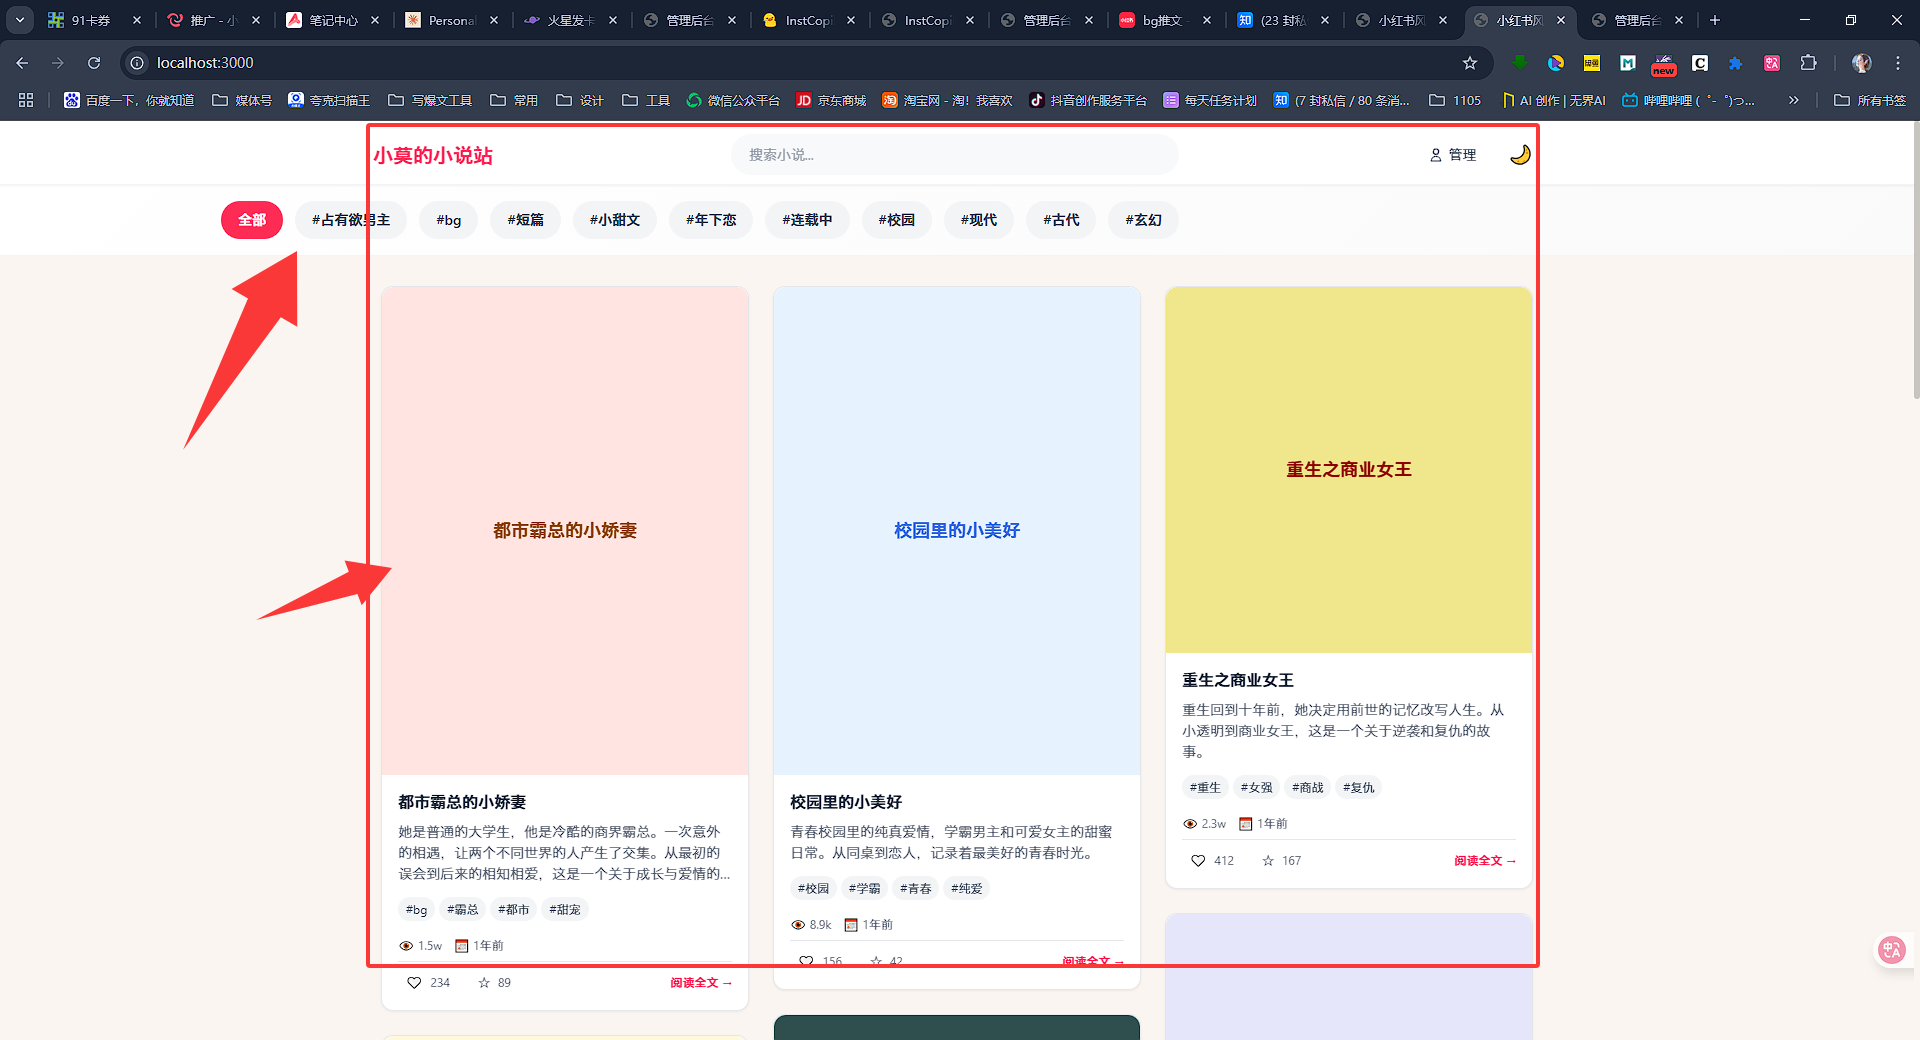 91卡券
推广 - 小
笔记中心
Persona
火星发卡
管理后台
InstCopi
InstCopi
管理后台
bg推文 -
(23 封私
小红书风
小红书风
管理后台
localhost:3000
new
百度一下，你就知道
媒体号
夸克扫描王
写爆文工具
常用
设计
工具
微信公众平台
JD 京东商城
淘 淘宝网 - 淘！我喜欢
抖音创作服务平台
每天任务计划
知 (7 封私信 / 80 条消...
1105
AI 创作 | 无界AI
哔哩哔哩 ( ゜- ゜)つ...
所有书签
小莫的小说站
搜索小说...
管理
全部
#占有欲男主
#bg
#短篇
#小甜文
#年下恋
#连载中
#校园
#现代
#古代
#玄幻
都市霸总的小娇妻
都市霸总的小娇妻
她是普通的大学生，他是冷酷的商界霸总。一次意外
的相遇，让两个不同世界的人产生了交集。从最初的
误会到后来的相知相爱，这是一个关于成长与爱情的...
#bg #霸总 #都市 #甜宠
1.5w 1年前
234 89 阅读全文 →
校园里的小美好
校园里的小美好
青春校园里的纯真爱情，学霸男主和可爱女主的甜蜜
日常。从同桌到恋人，记录着最美好的青春时光。
#校园 #学霸 #青春 #纯爱
8.9k 1年前
156 42 阅读全文 →
重生之商业女王
重生之商业女王
重生回到十年前，她决定用前世的记忆改写人生。从
小透明到商业女王，这是一个关于逆袭和复仇的故
事。
#重生 #女强 #商战 #复仇
2.3w 1年前
412 167 阅读全文 →